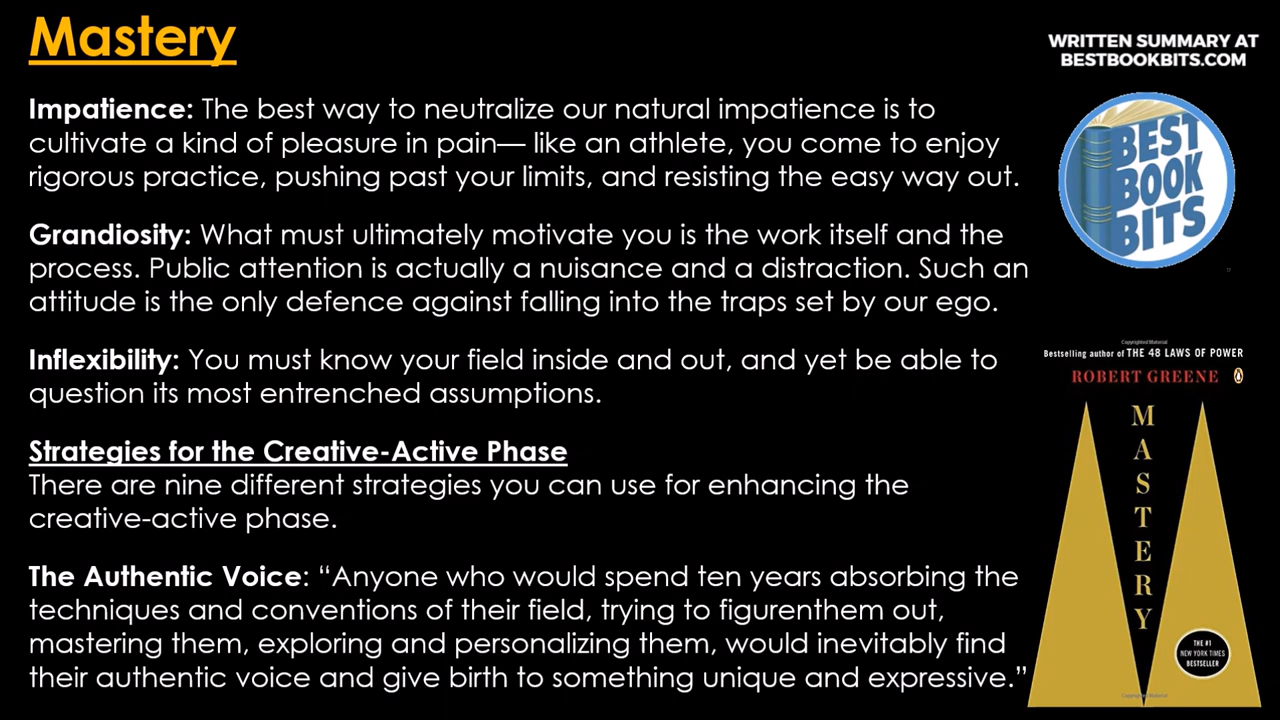 Mastery
Impatience: The best way to neutralize our natural impatience is to
cultivate a kind of pleasure in pain— like an athlete, you come to enjoy
rigorous practice, pushing past your limits, and resisting the easy way out.
Grandiosity: What must ultimately motivate you is the work itself and the
process. Public attention is actually a nuisance and a distraction. Such an
attitude is the only defence against falling into the traps set by our ego.
Inflexibility: You must know your field inside and out, and yet be able to
question its most entrenched assumptions.
Strategies for the Creative-Active Phase
There are nine different strategies you can use for enhancing the
creative-active phase.
The Authentic Voice: “Anyone who would spend ten years absorbing the
techniques and conventions of their field, trying to figurenthem out,
mastering them, exploring and personalizing them, would inevitably find
their authentic voice and give birth to something unique and expressive.”
WRITTEN SUMMARY AT
BESTBOOKBITS.COM
BEST
BOOK
BITS
Copyrighted Material
Bestselling author of THE 48 LAWS OF POWER
ROBERT GREENE
MASTERY
THE #1
NEW YORK TIMES
BESTSELLER
Copyrighted Material